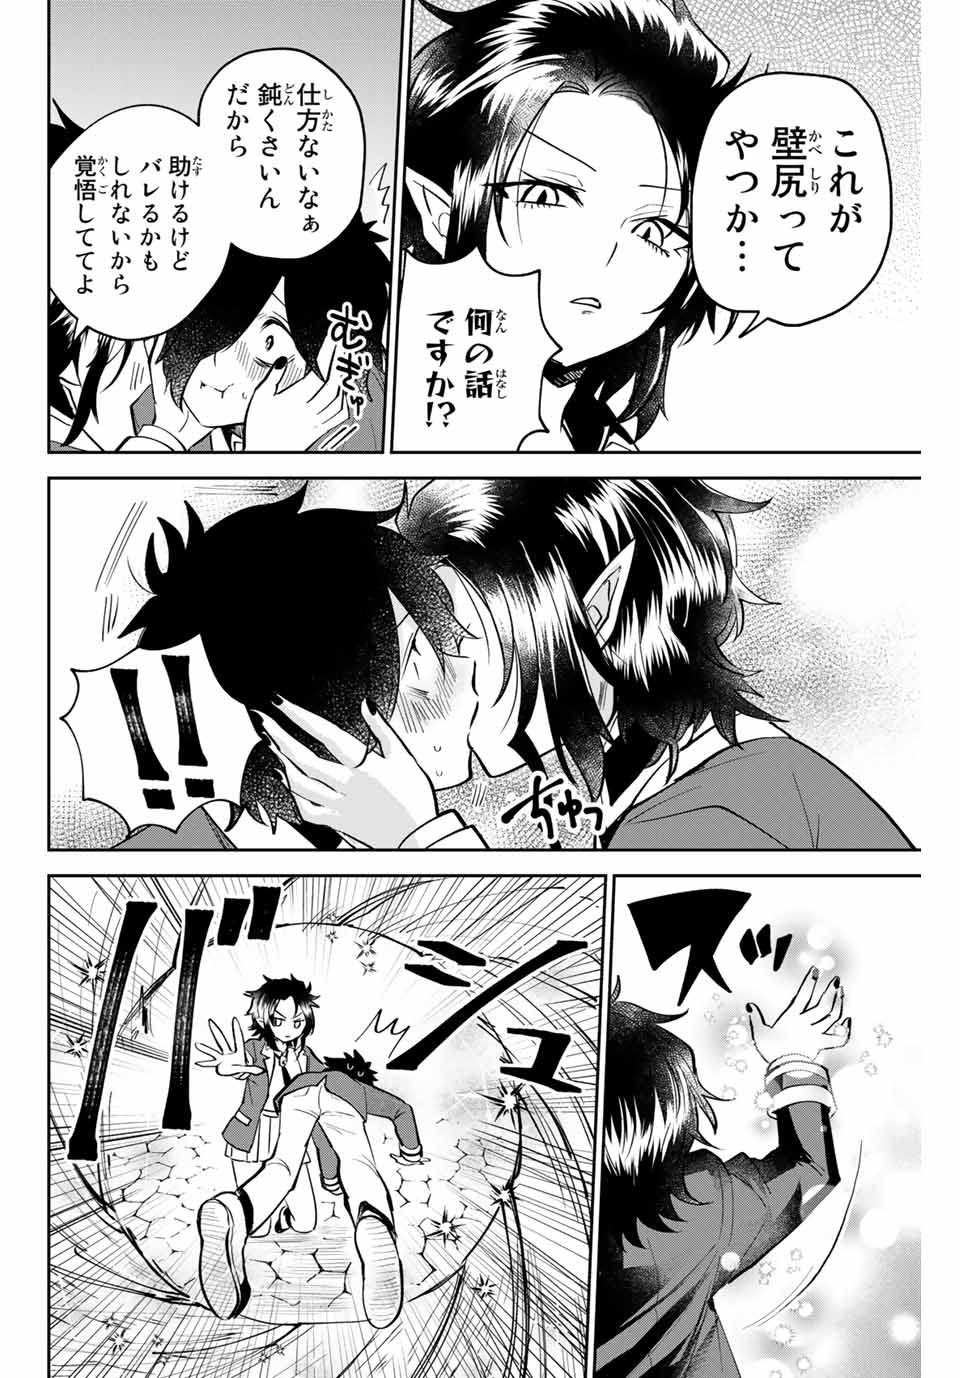 これが
壁尻って
やつか…
何の話
ですか!?
仕方ないなぁ
鈍くさいん
だから
助けるけど
バレるかも
しれないから
覚悟しててよ
むぎゅ
!!
ちゅっ
ズッ
バシュ